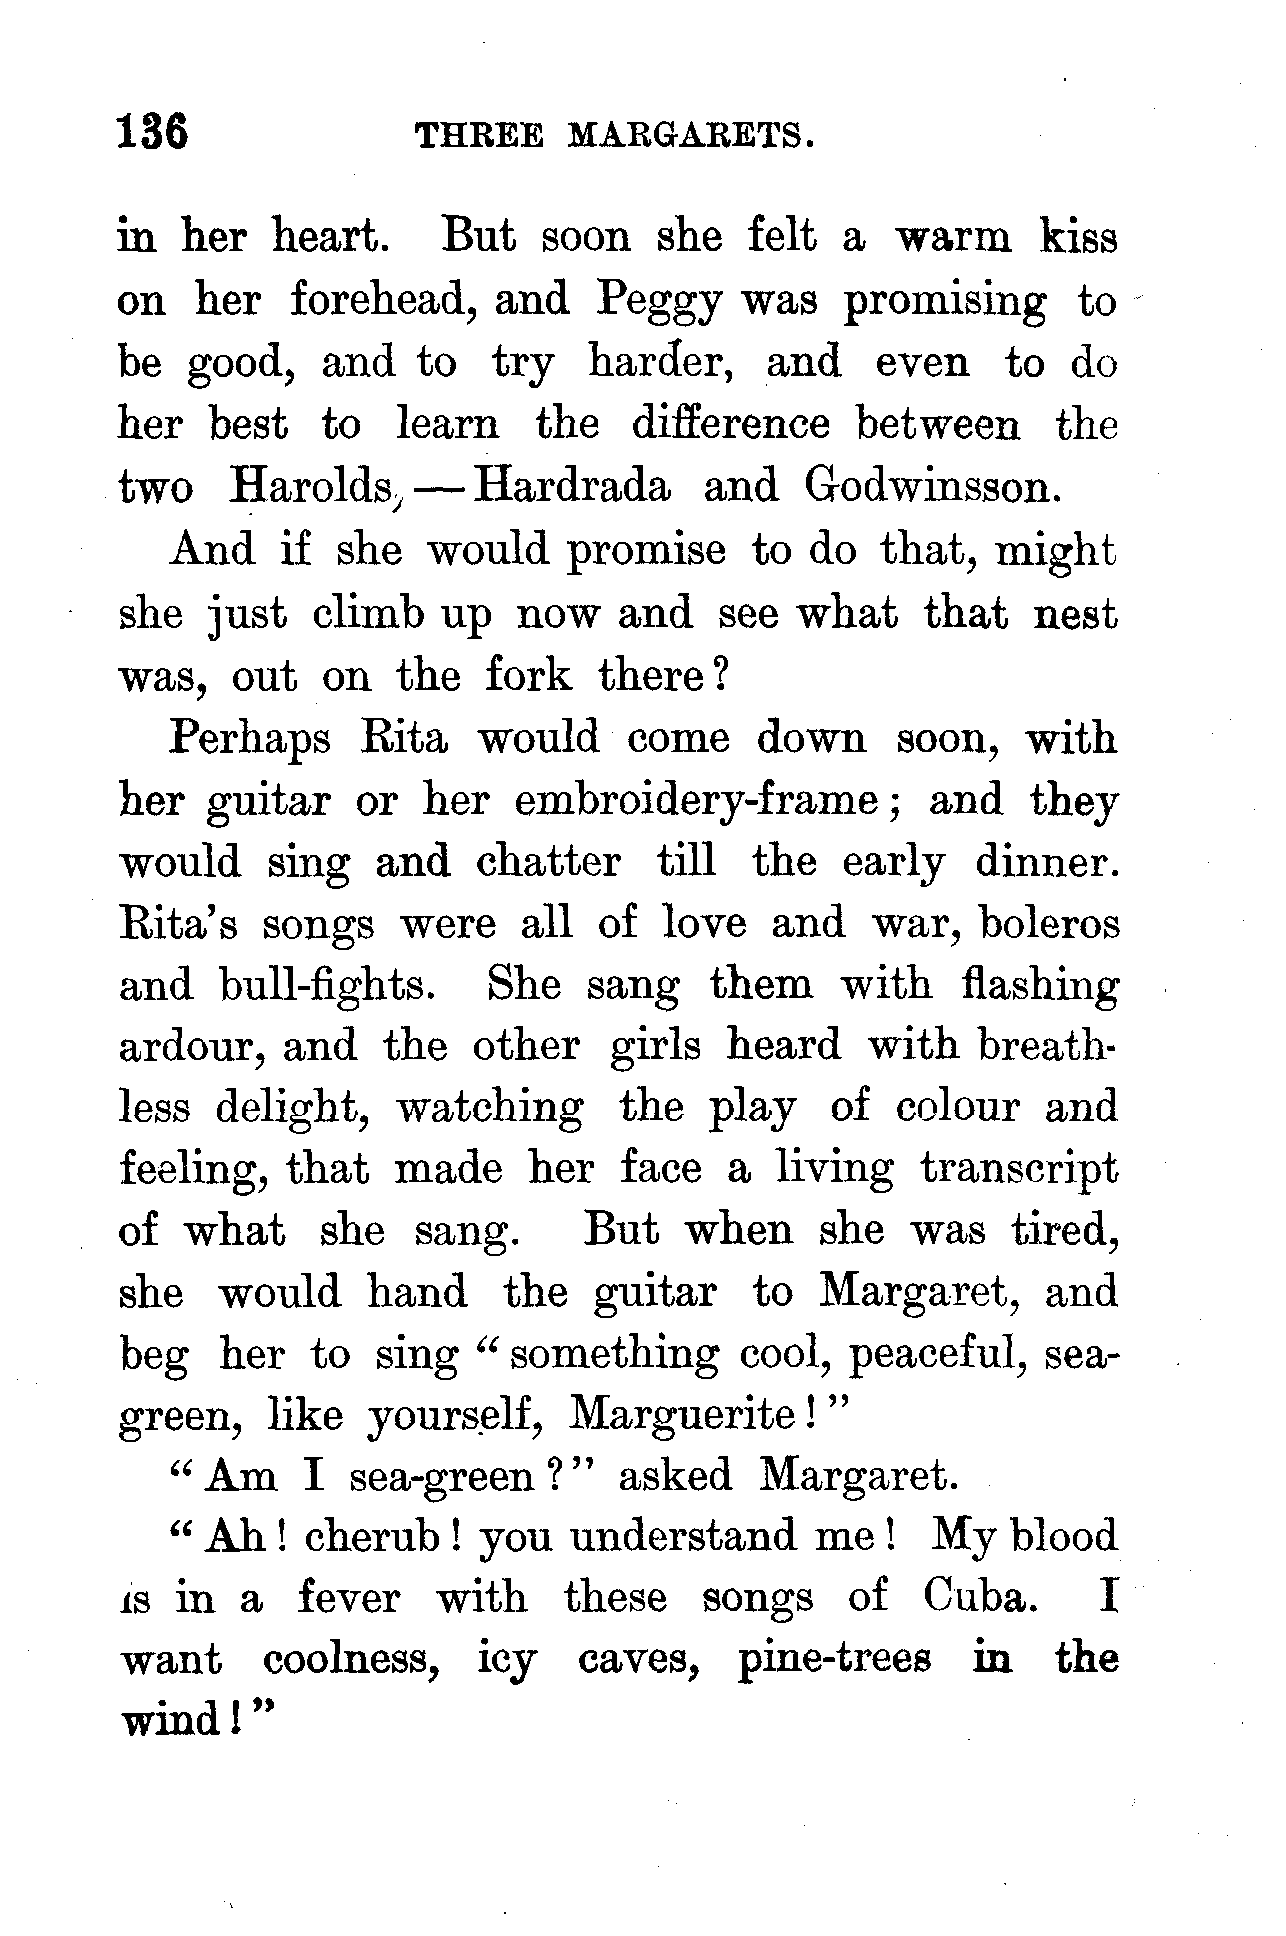 136 THREE MARGARETS.
in her heart. But soon she felt a warm kiss
on her forehead, and Peggy was promising to
be good, and to try harder, and even to do
her best to learn the difference between the
two Harolds, — Hardrada and Godwinsson.
And if she would promise to do that, might
she just climb up now and see what that nest
was, out on the fork there?
Perhaps Rita would come down soon, with
her guitar or her embroidery-frame; and they
would sing and chatter till the early dinner.
Rita's songs were all of love and war, boleros
and bull-fights. She sang them with flashing
ardour, and the other girls heard with breath-
less delight, watching the play of colour and
feeling, that made her face a living transcript
of what she sang. But when she was tired,
she would hand the guitar to Margaret, and
beg her to sing "something cool, peaceful, sea-
green, like yourself, Marguerite!"
"Am I sea-green?" asked Margaret.
"Ah! cherub! you understand me! My blood
is in a fever with these songs of Cuba. I
want coolness, icy caves, pine-trees in the
wind!"